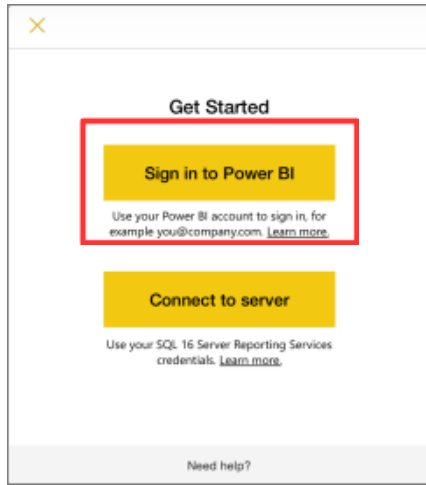 Get Started
Sign in to Power BI
Use your Power BI account to sign in, for
example you@company.com. Learn more.
Connect to server
Use your SQL 16 Server Reporting Services
credentials. Learn more.
Need help?